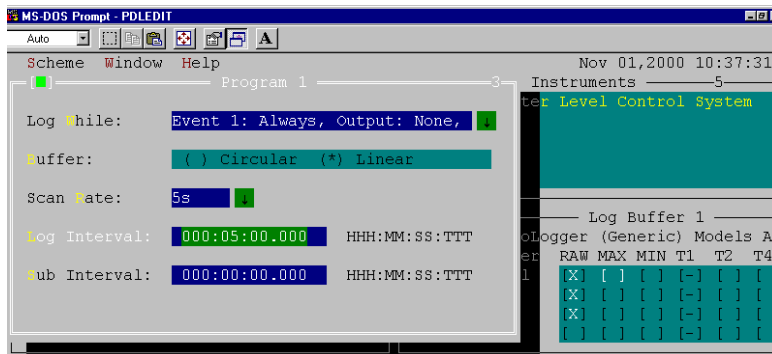 MS-DOS Prompt - PDLEDIT
Auto
A
Scheme Window Help
Nov 01,2000 10:37:31
Program 1
3
Instruments
5
ter Level Control System
Log While:
Event 1: Always, Output: None,
Buffer:
( ) Circular (*) Linear
Scan Rate:
5s
Log Interval:
000:05:00.000
HHH:MM:SS:TTT
Sub Interval:
000:00:00.000
HHH:MM:SS:TTT
Log Buffer 1
oLogger (Generic) Models A
er
RAW MAX MIN T1 T2 T4
l
[X] [ ] [ ] [-] [ ] [
[X] [ ] [ ] [-] [ ] [
[X] [ ] [ ] [-] [ ] [
[ ] [ ] [ ] [-] [ ] [